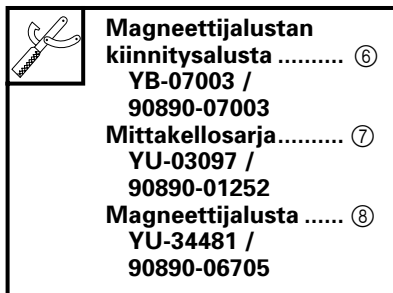 Magneettijalustan
kiinnitysalusta .......... ⑥
YB-07003 /
90890-07003
Mittakellosarja.......... ⑦
YU-03097 /
90890-01252
Magneettijalusta ...... ⑧
YU-34481 /
90890-06705